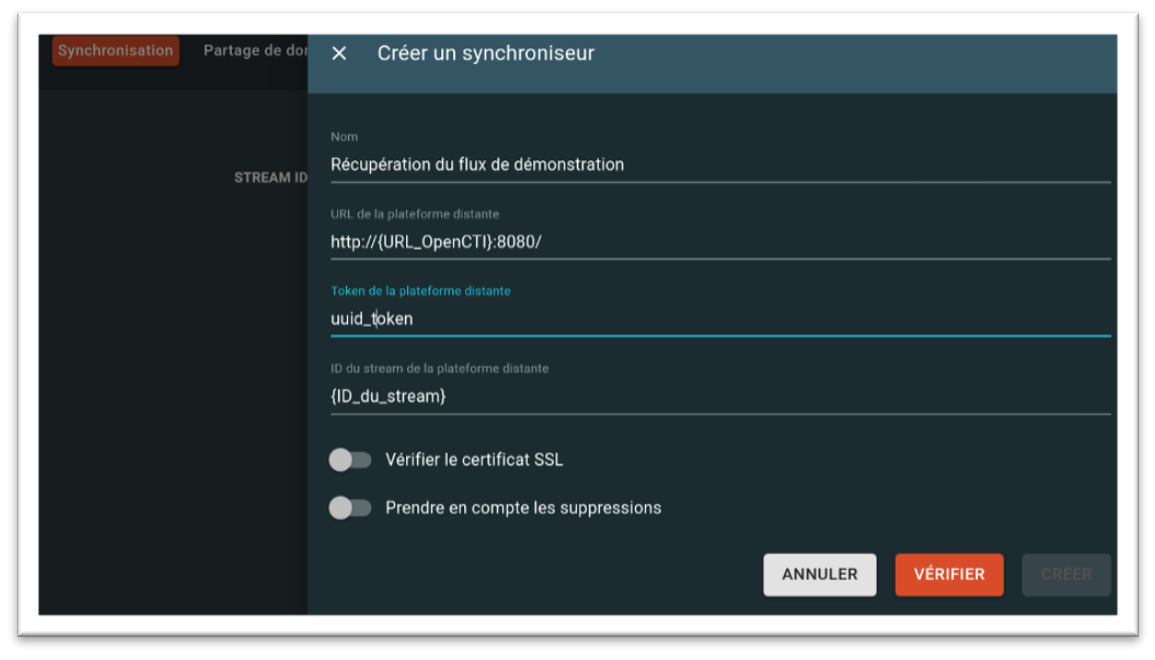 Synchronisation
Partage de dor
Créer un synchroniseur
STREAM ID
Nom
Récupération du flux de démonstration
URL de la plateforme distante
http://{URL_OpenCTI}:8080/
Token de la plateforme distante
uuid_token
ID du stream de la plateforme distante
{ID_du_stream}
Vérifier le certificat SSL
Prendre en compte les suppressions
ANNULER
VÉRIFIER
CRÉER